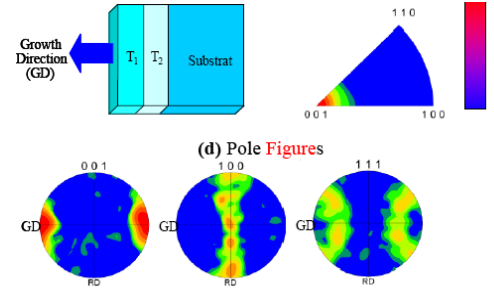 Growth
Direction
(GD)
T1
T2
Substrat
1 1 0
0 0 1
1 0 0
(d) Pole Figures
0 0 1
1 0 0
1 1 1
GD
GD
GD
RD
RD
RD